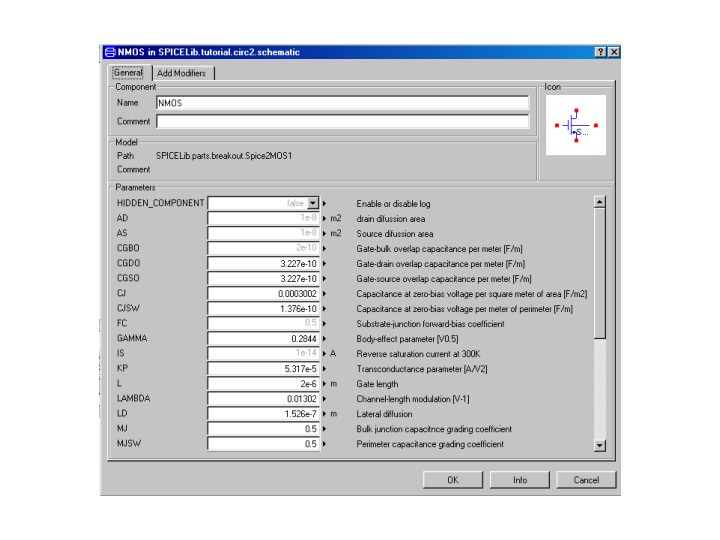 NMOS in SPICELib.tutorial.circ2.schematic
General Add Modifiers
Component Icon
Name NMOS
Comment
S...
Model
Path SPICELib.parts.breakout.Spice2MOS1
Comment
Parameters
HIDDEN_COMPONENT false Enable or disable log
AD 1e-8 m2 drain difussion area
AS 1e-8 m2 Source difussion area
CGBO 2e-10 Gate-bulk overlap capacitance per meter [F/m]
CGDO 3.227e-10 Gate-drain overlap capacitance per meter [F/m]
CGSO 3.227e-10 Gate-source overlap capacitance per meter [F/m]
CJ 0.0003002 Capacitance at zero-bias voltage per square meter of area [F/m2]
CJSW 1.376e-10 Capacitance at zero-bias voltage per meter of perimeter [F/m]
FC 0.5 Substrate-junction forward-bias coefficient
GAMMA 0.2844 Body-effect parameter [V0.5]
IS 1e-14 A Reverse saturation current at 300K
KP 5.317e-5 Transconductance parameter [A/V2]
L 2e-6 m Gate length
LAMBDA 0.01302 Channel-length modulation [V-1]
LD 1.526e-7 m Lateral diffusion
MJ 0.5 Bulk junction capacitnce grading coefficient
MJSW 0.5 Perimeter capacitance grading coefficient
OK Info Cancel